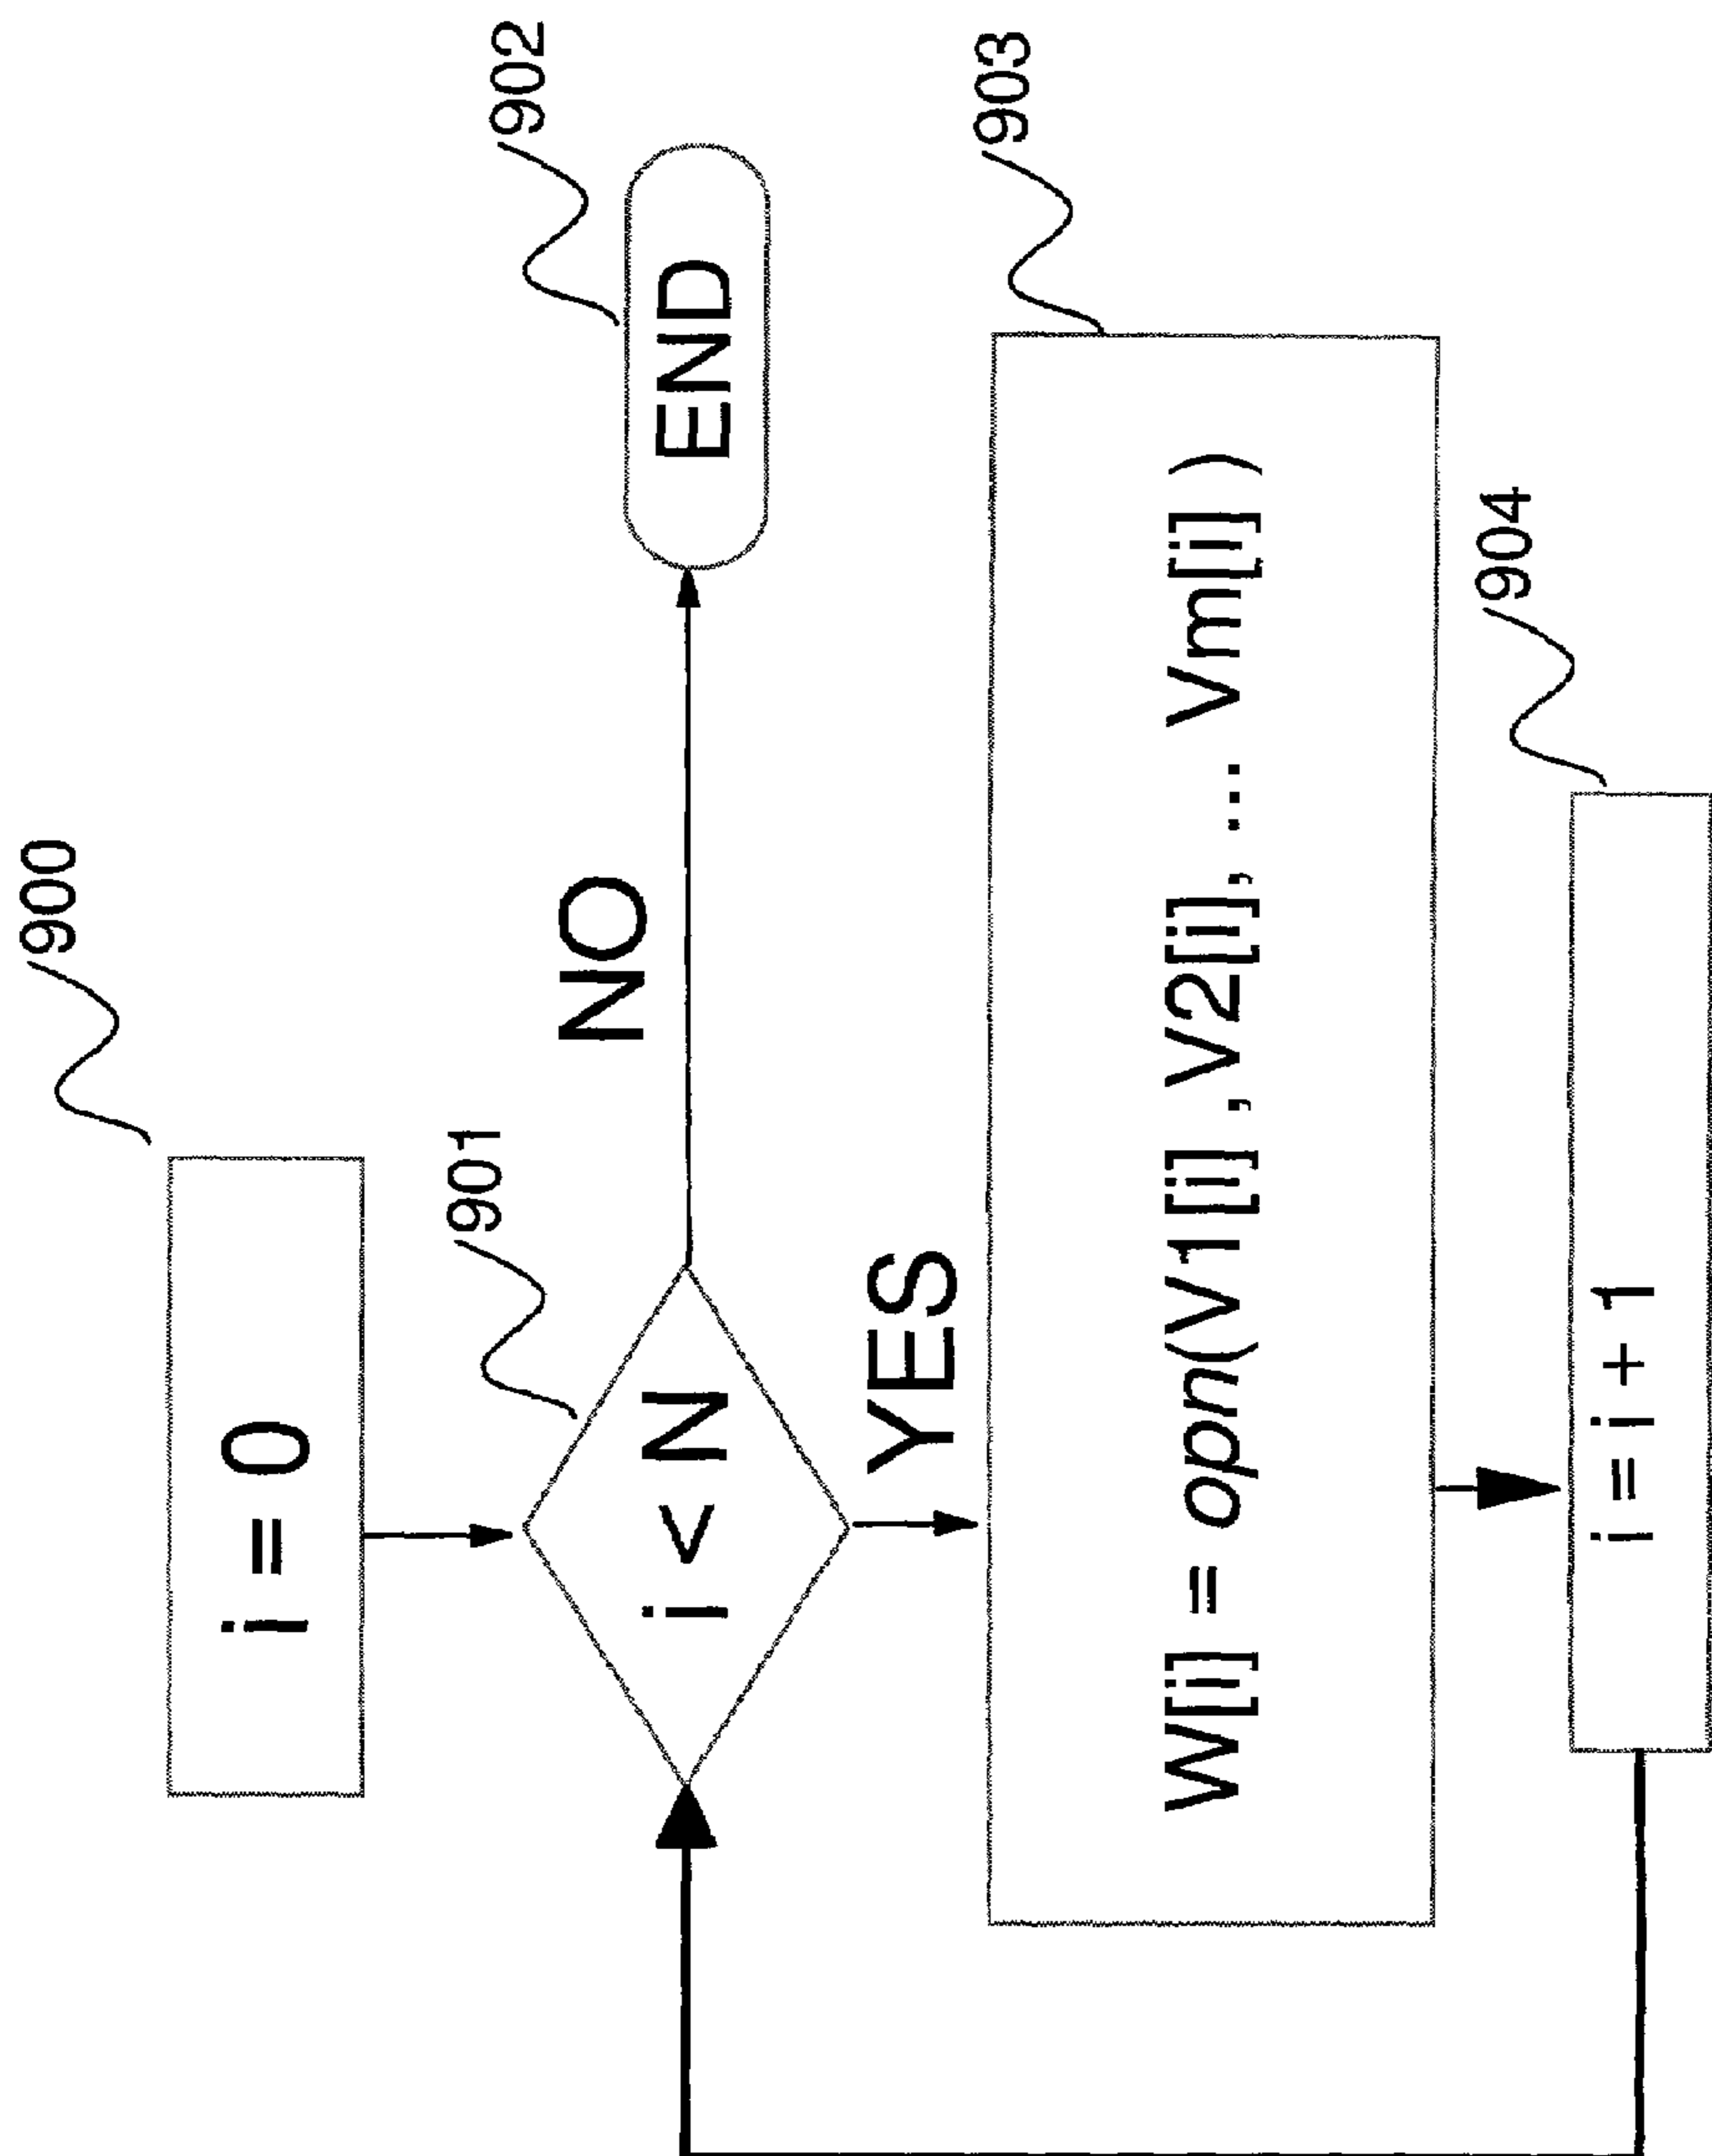 900
i = 0
901
i < N
NO
902
END
YES
903
W[i] = opn(V1[i] ,V2[i], ... Vm[i] )
904
i = i + 1